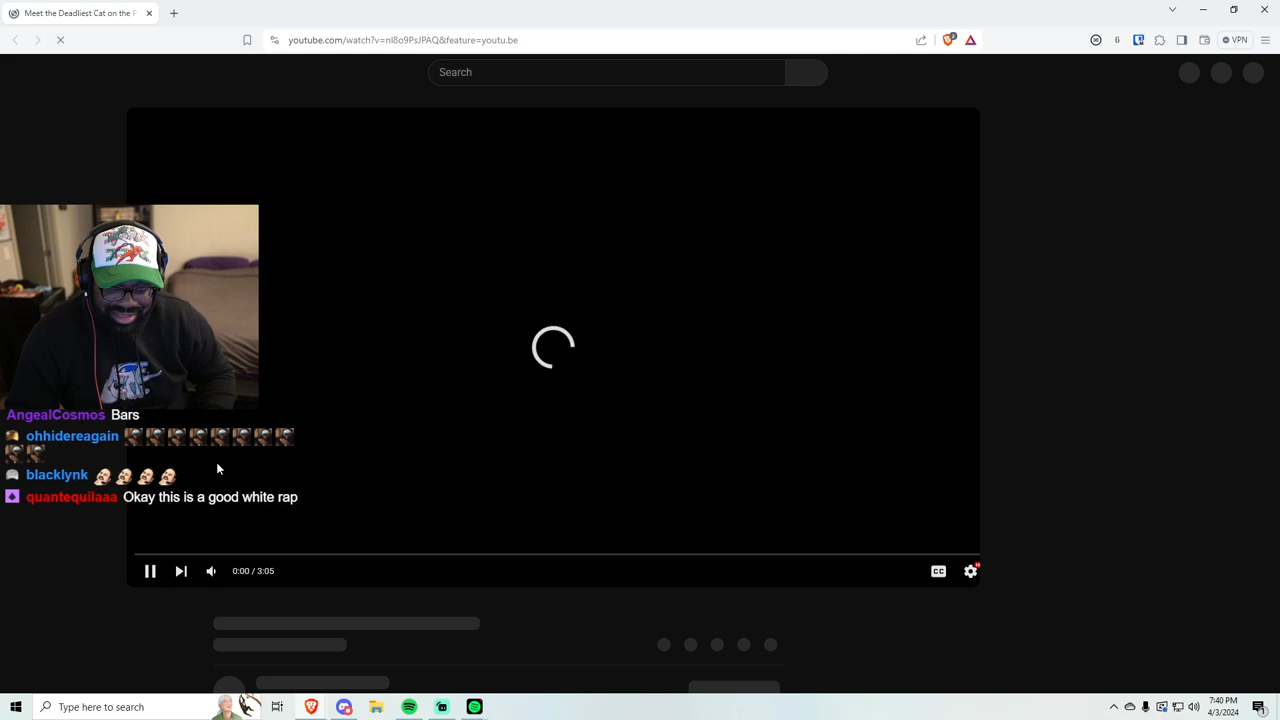 Meet the Deadliest Cat on the P
youtube.com/watch?v=nl8o9PsJPAQ&feature=youtu.be
VPN
Search
AngealCosmos Bars
ohhidereagain
blacklynk
quantequilaaa Okay this is a good white rap
0:00 / 3:05
CC
Type here to search
7:40 PM
4/3/2024